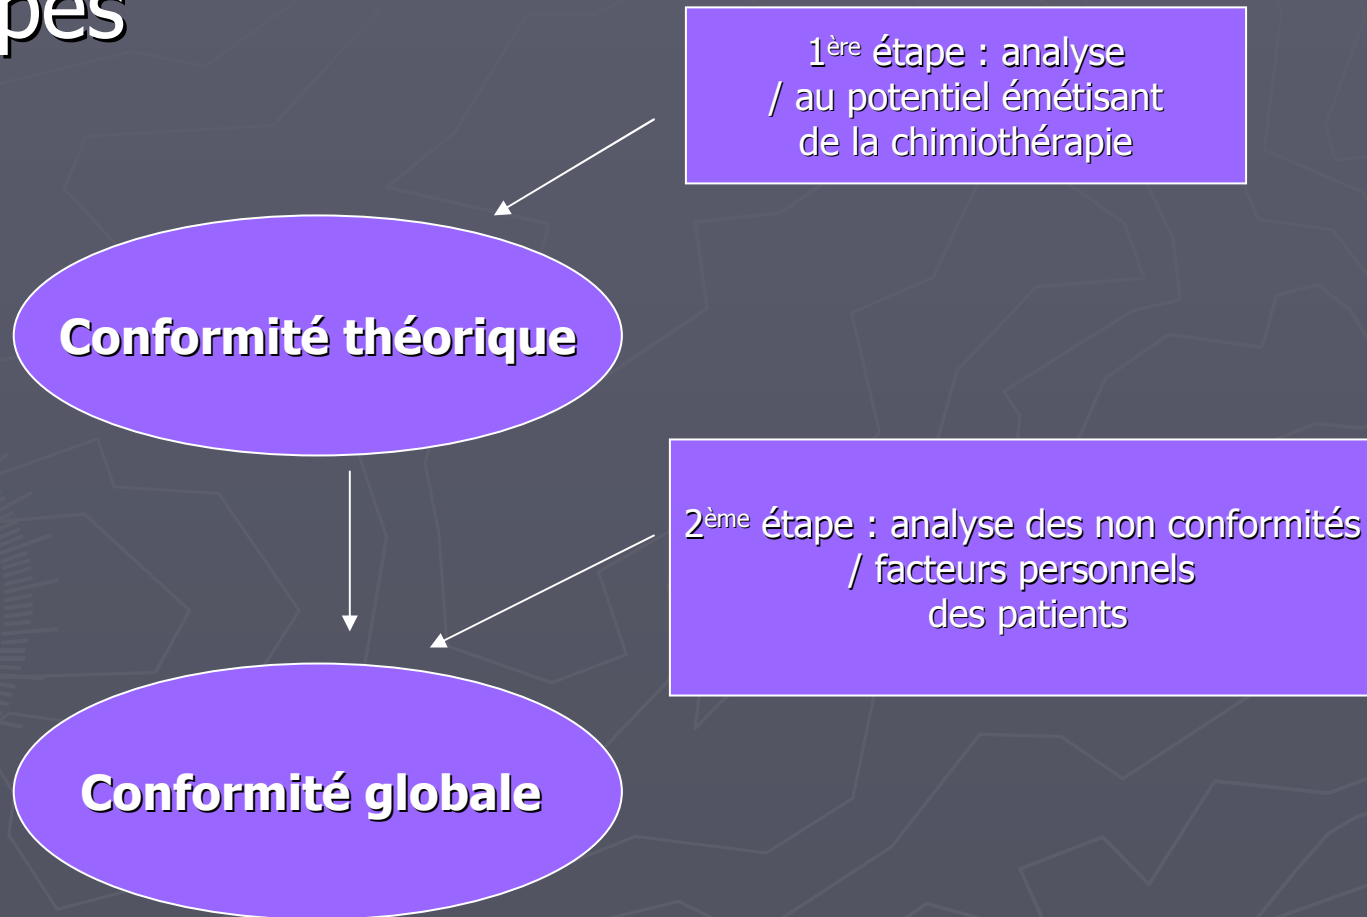 1ère étape : analyse
/ au potentiel émétisant
de la chimiothérapie
Conformité théorique
2ème étape : analyse des non conformités
/ facteurs personnels
des patients
Conformité globale